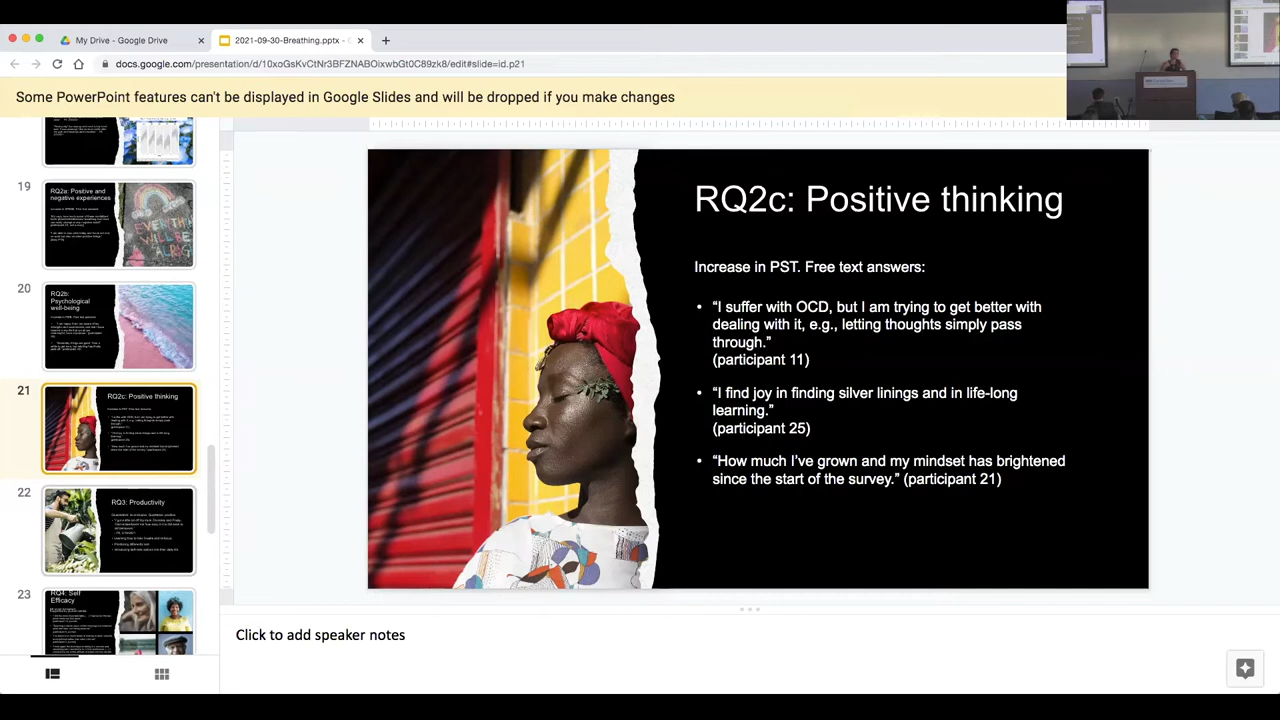 My Drive - Google Drive
2021-09-30-Breathing.pptx -
docs.google.com/presentation/d/10xoGsKvCtNr3BFZNABOixwbGt0C89zk8/edit#slide=id.p21
Some PowerPoint features can't be displayed in Google Slides and will be dropped if you make changes
19
RQ2a: Positive and
negative experiences
20
RQ2b:
Psychological
well-being
21
RQ2c: Positive thinking
22
RQ3: Productivity
23
RQ4: Self
Efficacy
RQ2c: Positive thinking
Increase in PST. Free text answers:
• “I suffer with OCD, but I am trying to get better with
dealing with it, e.g., letting thoughts simply pass
through.”
(participant 11)
• “I find joy in finding silver linings and in life-long
learning.”
(participant 25)
• “How much I’ve grown and my mindset has brightened
since the start of the survey.” (participant 21)
lick to add speaker notes